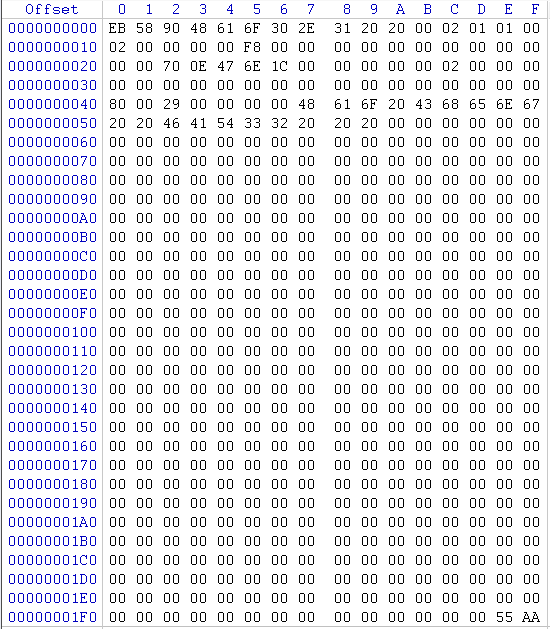 Offset 0 1 2 3 4 5 6 7 8 9 A B C D E F
0000000000 EB 58 90 48 61 6F 30 2E 31 20 20 00 02 01 01 00
0000000010 02 00 00 00 00 F8 00 00 00 00 00 00 00 00 00 00
0000000020 00 00 70 0E 47 6E 1C 00 00 00 00 00 02 00 00 00
0000000030 00 00 00 00 00 00 00 00 00 00 00 00 00 00 00 00
0000000040 80 00 29 00 00 00 00 48 61 6F 20 43 68 65 6E 67
0000000050 20 20 46 41 54 33 32 20 20 20 00 00 00 00 00 00
0000000060 00 00 00 00 00 00 00 00 00 00 00 00 00 00 00 00
0000000070 00 00 00 00 00 00 00 00 00 00 00 00 00 00 00 00
0000000080 00 00 00 00 00 00 00 00 00 00 00 00 00 00 00 00
0000000090 00 00 00 00 00 00 00 00 00 00 00 00 00 00 00 00
00000000A0 00 00 00 00 00 00 00 00 00 00 00 00 00 00 00 00
00000000B0 00 00 00 00 00 00 00 00 00 00 00 00 00 00 00 00
00000000C0 00 00 00 00 00 00 00 00 00 00 00 00 00 00 00 00
00000000D0 00 00 00 00 00 00 00 00 00 00 00 00 00 00 00 00
00000000E0 00 00 00 00 00 00 00 00 00 00 00 00 00 00 00 00
00000000F0 00 00 00 00 00 00 00 00 00 00 00 00 00 00 00 00
0000000100 00 00 00 00 00 00 00 00 00 00 00 00 00 00 00 00
0000000110 00 00 00 00 00 00 00 00 00 00 00 00 00 00 00 00
0000000120 00 00 00 00 00 00 00 00 00 00 00 00 00 00 00 00
0000000130 00 00 00 00 00 00 00 00 00 00 00 00 00 00 00 00
0000000140 00 00 00 00 00 00 00 00 00 00 00 00 00 00 00 00
0000000150 00 00 00 00 00 00 00 00 00 00 00 00 00 00 00 00
0000000160 00 00 00 00 00 00 00 00 00 00 00 00 00 00 00 00
0000000170 00 00 00 00 00 00 00 00 00 00 00 00 00 00 00 00
0000000180 00 00 00 00 00 00 00 00 00 00 00 00 00 00 00 00
0000000190 00 00 00 00 00 00 00 00 00 00 00 00 00 00 00 00
00000001A0 00 00 00 00 00 00 00 00 00 00 00 00 00 00 00 00
00000001B0 00 00 00 00 00 00 00 00 00 00 00 00 00 00 00 00
00000001C0 00 00 00 00 00 00 00 00 00 00 00 00 00 00 00 00
00000001D0 00 00 00 00 00 00 00 00 00 00 00 00 00 00 00 00
00000001E0 00 00 00 00 00 00 00 00 00 00 00 00 00 00 00 00
00000001F0 00 00 00 00 00 00 00 00 00 00 00 00 00 00 55 AA